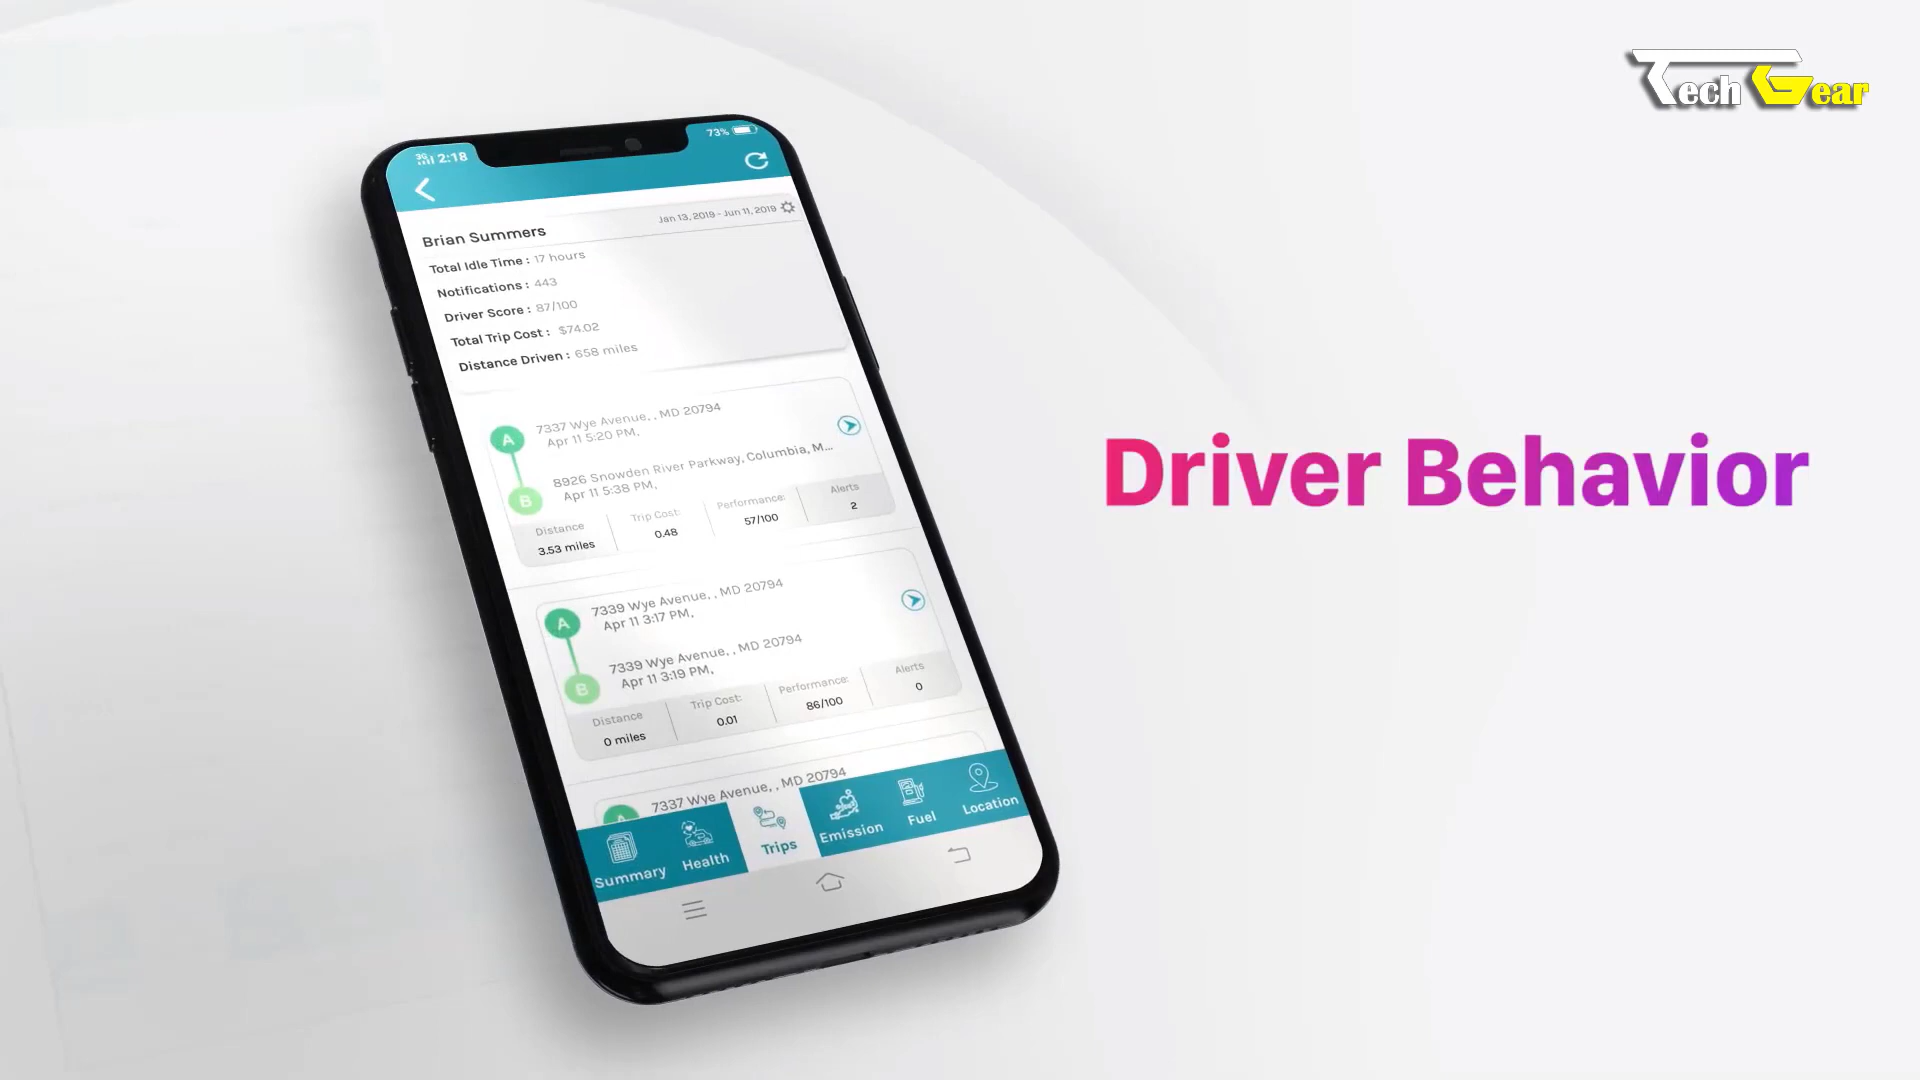 Tech Gear
3G 2:18
73%
Jan 13, 2019 - Jun 11, 2019
Brian Summers
Total Idle Time : 17 hours
Notifications : 443
Driver Score : 87/100
Total Trip Cost : $74.02
Distance Driven : 658 miles
A
7337 Wye Avenue, , MD 20794
Apr 11 5:20 PM,
B
8926 Snowden River Parkway, Columbia, M...
Apr 11 5:38 PM,
Distance Trip Cost: Performance: Alerts
3.53 miles 0.48 57/100 2
A
7339 Wye Avenue, , MD 20794
Apr 11 3:17 PM,
B
7339 Wye Avenue, , MD 20794
Apr 11 3:19 PM,
Distance Trip Cost: Performance: Alerts
0 miles 0.01 86/100 0
A
7337 Wye Avenue, , MD 20794
Summary Health Trips Emission Fuel Location
Driver Behavior